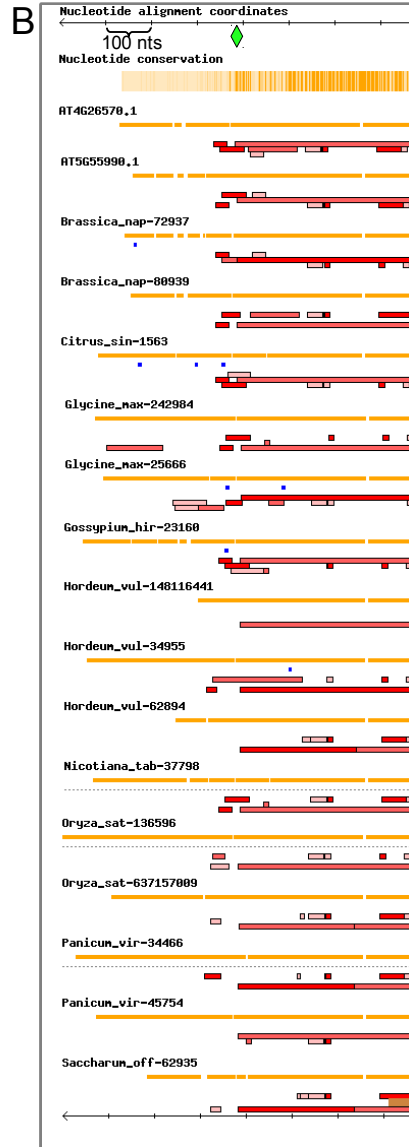 B
Nucleotide alignment coordinates
100 nts
Nucleotide conservation
AT4G26570.1
AT5G55990.1
Brassica_nap-72937
Brassica_nap-80939
Citrus_sin-1563
Glycine_max-242984
Glycine_max-25666
Gossypium_hir-23160
Hordeum_vul-148116441
Hordeum_vul-34955
Hordeum_vul-62894
Nicotiana_tab-37798
Oryza_sat-136596
Oryza_sat-637157009
Panicum_vir-34466
Panicum_vir-45754
Saccharum_off-62935